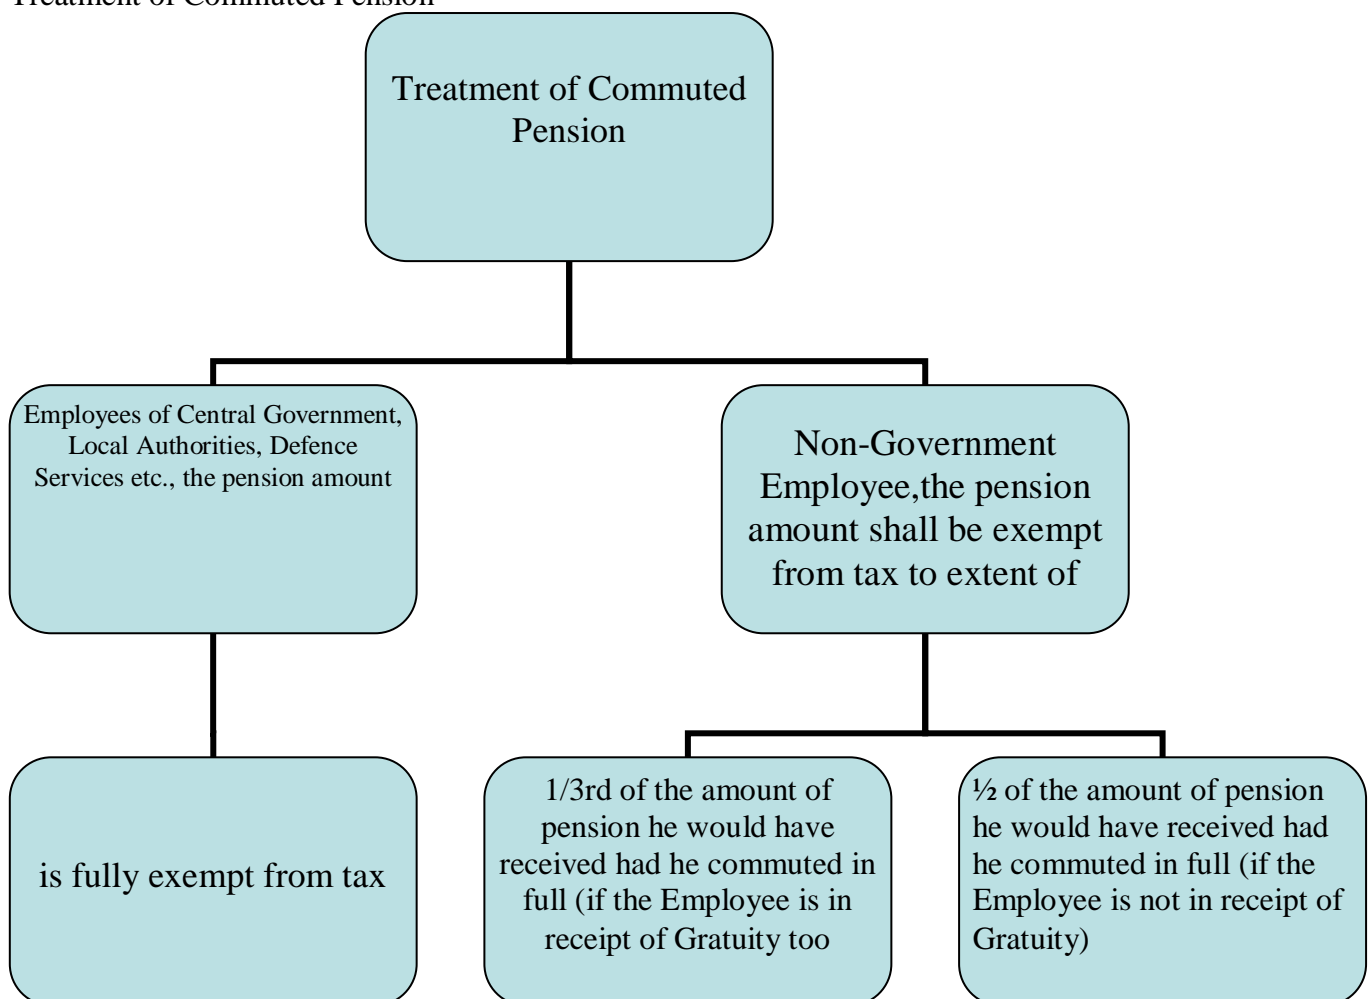 Treatment of Commuted Pension
Treatment of Commuted
Pension
Employees of Central Government,
Local Authorities, Defence
Services etc., the pension amount
Non-Government
Employee,the pension
amount shall be exempt
from tax to extent of
is fully exempt from tax
1/3rd of the amount of
pension he would have
received had he commuted in
full (if the Employee is in
receipt of Gratuity too
½ of the amount of pension
he would have received had
he commuted in full (if the
Employee is not in receipt of
Gratuity)